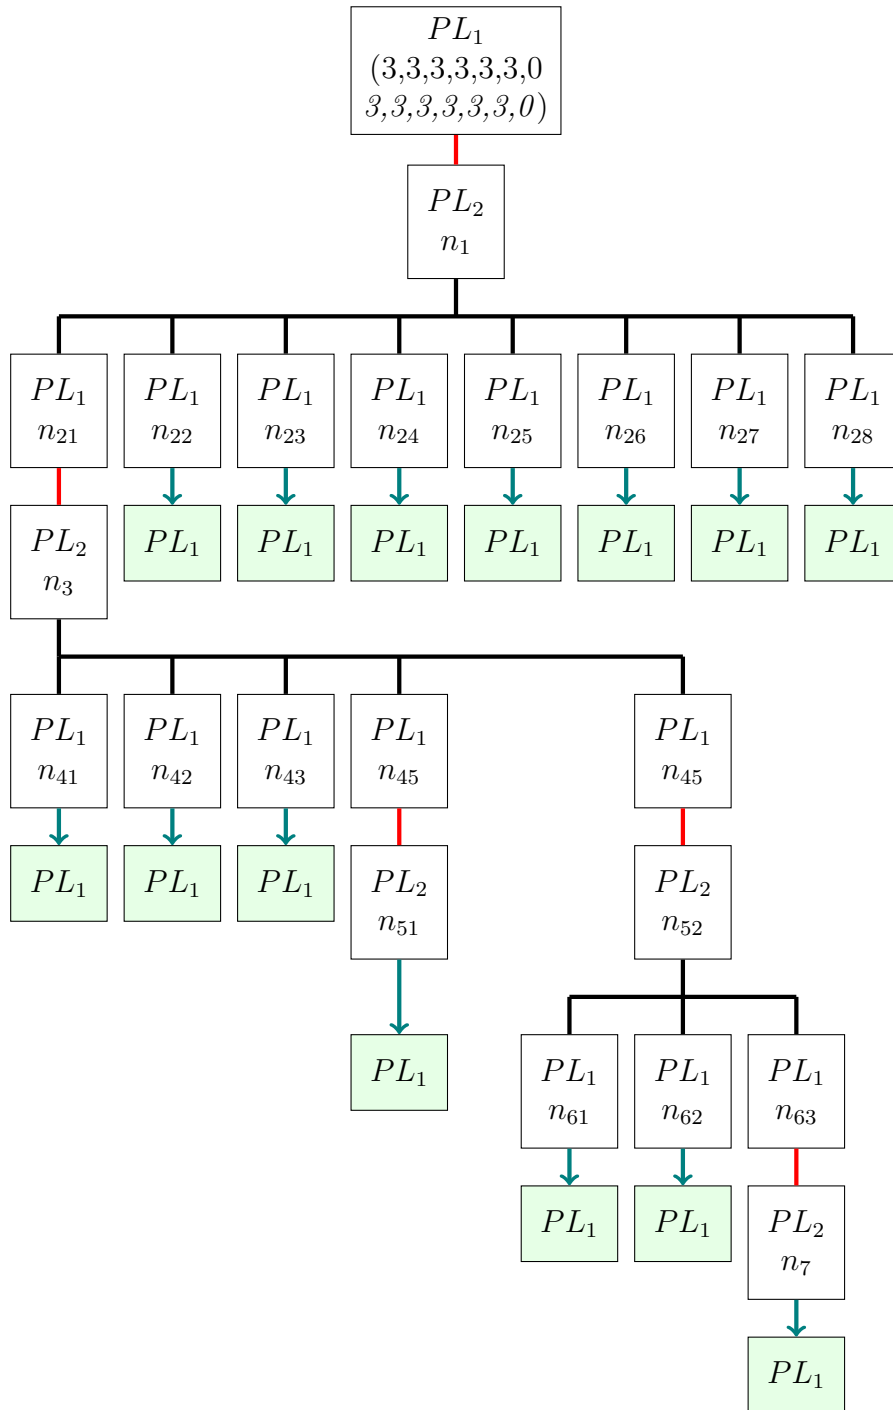 PL₁
(3,3,3,3,3,3,0
3,3,3,3,3,3,0)
PL₂
n₁
PL₁ PL₁ PL₁ PL₁ PL₁ PL₁ PL₁ PL₁
n₂₁ n₂₂ n₂₃ n₂₄ n₂₅ n₂₆ n₂₇ n₂₈
PL₂ PL₁ PL₁ PL₁ PL₁ PL₁ PL₁ PL₁
n₃
PL₁ PL₁ PL₁ PL₁ PL₁
n₄₁ n₄₂ n₄₃ n₄₅ n₄₅
PL₁ PL₁ PL₁ PL₂ PL₂
n₅₁ n₅₂
PL₁ PL₁ PL₁ PL₁
n₆₁ n₆₂ n₆₃
PL₁ PL₁ PL₂
n₇
PL₁